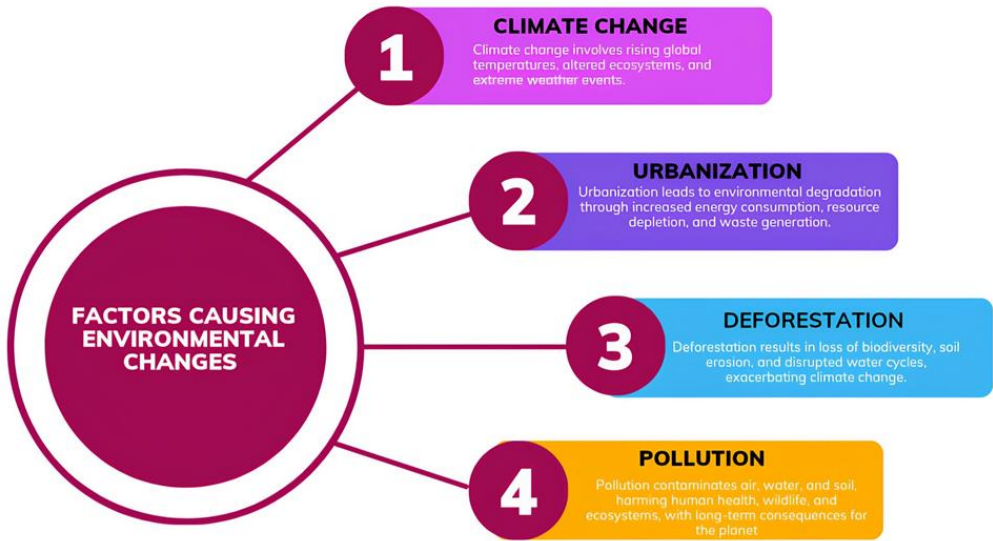 1
CLIMATE CHANGE
Climate change involves rising global
temperatures, altered ecosystems, and
extreme weather events.
2
URBANIZATION
Urbanization leads to environmental degradation
through increased energy consumption, resource
depletion, and waste generation.
FACTORS CAUSING
ENVIRONMENTAL
CHANGES
3
DEFORESTATION
Deforestation results in loss of biodiversity, soil
erosion, and disrupted water cycles,
exacerbating climate change.
4
POLLUTION
Pollution contaminates air, water, and soil,
harming human health, wildlife, and
ecosystems, with long-term consequences for
the planet